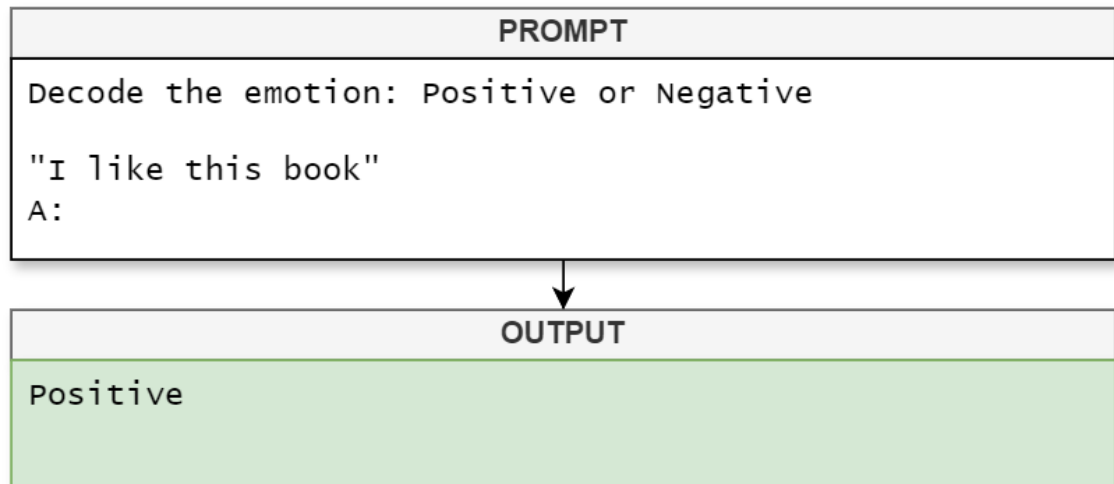 PROMPT
Decode the emotion: Positive or Negative
"I like this book"
A:
OUTPUT
Positive